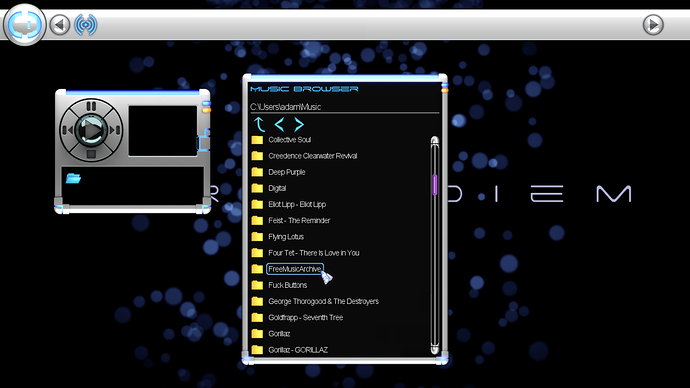 MUSIC BROWSER
C:\Users\adam\Music
Collective Soul
Creedence Clearwater Revival
Deep Purple
Digital
Eliot Lipp - Eliot Lipp
Feist - The Reminder
Flying Lotus
Four Tet - There Is Love in You
FreeMusicArchive
Fuck Buttons
George Thorogood & The Destroyers
Goldfrapp - Seventh Tree
Gorillaz
Gorillaz - GORILLAZ
R D I E M